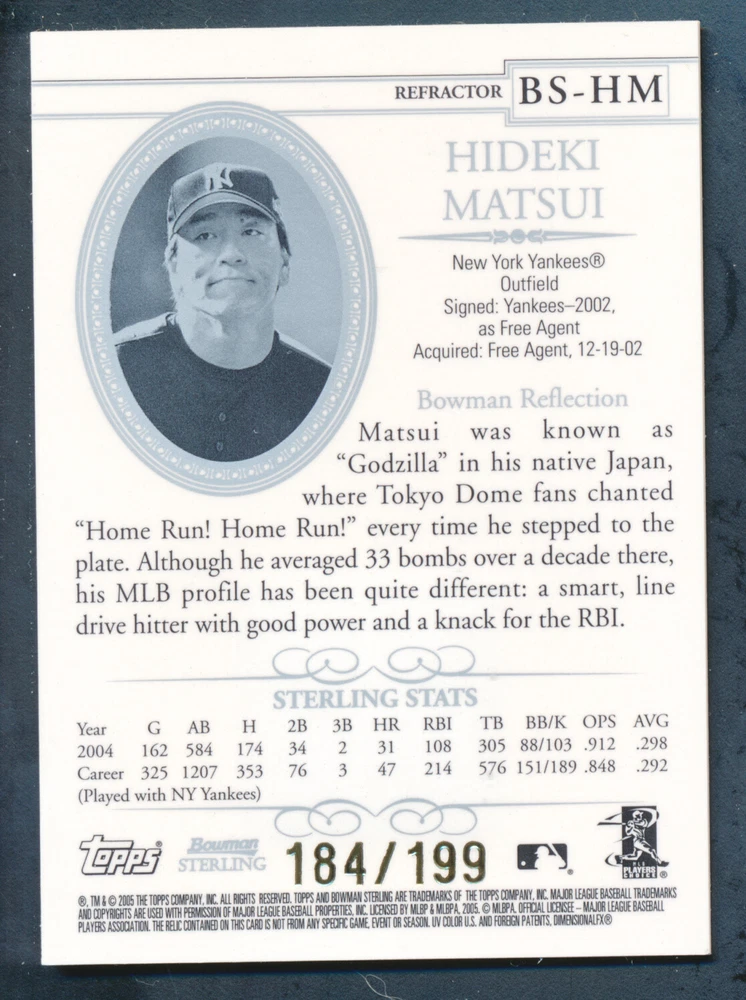 REFRACTOR BS-HM
HIDEKI
MATSUI
New York Yankees®
Outfield
Signed: Yankees–2002,
as Free Agent
Acquired: Free Agent, 12-19-02
Bowman Reflection
Matsui was known as
“Godzilla” in his native Japan,
where Tokyo Dome fans chanted
“Home Run! Home Run!” every time he stepped to the
plate. Although he averaged 33 bombs over a decade there,
his MLB profile has been quite different: a smart, line
drive hitter with good power and a knack for the RBI.
STERLING STATS
Year G AB H 2B 3B HR RBI TB BB/K OPS AVG
2004 162 584 174 34 2 31 108 305 88/103 .912 .298
Career 325 1207 353 76 3 47 214 576 151/189 .848 .292
(Played with NY Yankees)
Topps® Bowman STERLING 184/199 ® MLB PLAYERS CHOICE ®
®, TM & © 2005 THE TOPPS COMPANY, INC. ALL RIGHTS RESERVED. TOPPS AND BOWMAN STERLING ARE TRADEMARKS OF THE TOPPS COMPANY, INC. MAJOR LEAGUE BASEBALL TRADEMARKS
AND COPYRIGHTS ARE USED WITH PERMISSION OF MAJOR LEAGUE BASEBALL PROPERTIES, INC. LICENSED BY MLBP & MLBPA, 2005. © MLBPA. OFFICIAL LICENSEE – MAJOR LEAGUE BASEBALL
PLAYERS ASSOCIATION. THE RELIC CONTAINED ON THIS CARD IS NOT FROM ANY SPECIFIC GAME, EVENT OR SEASON. UV COLOR U.S. AND FOREIGN PATENTS, DIMENSIONALFX®